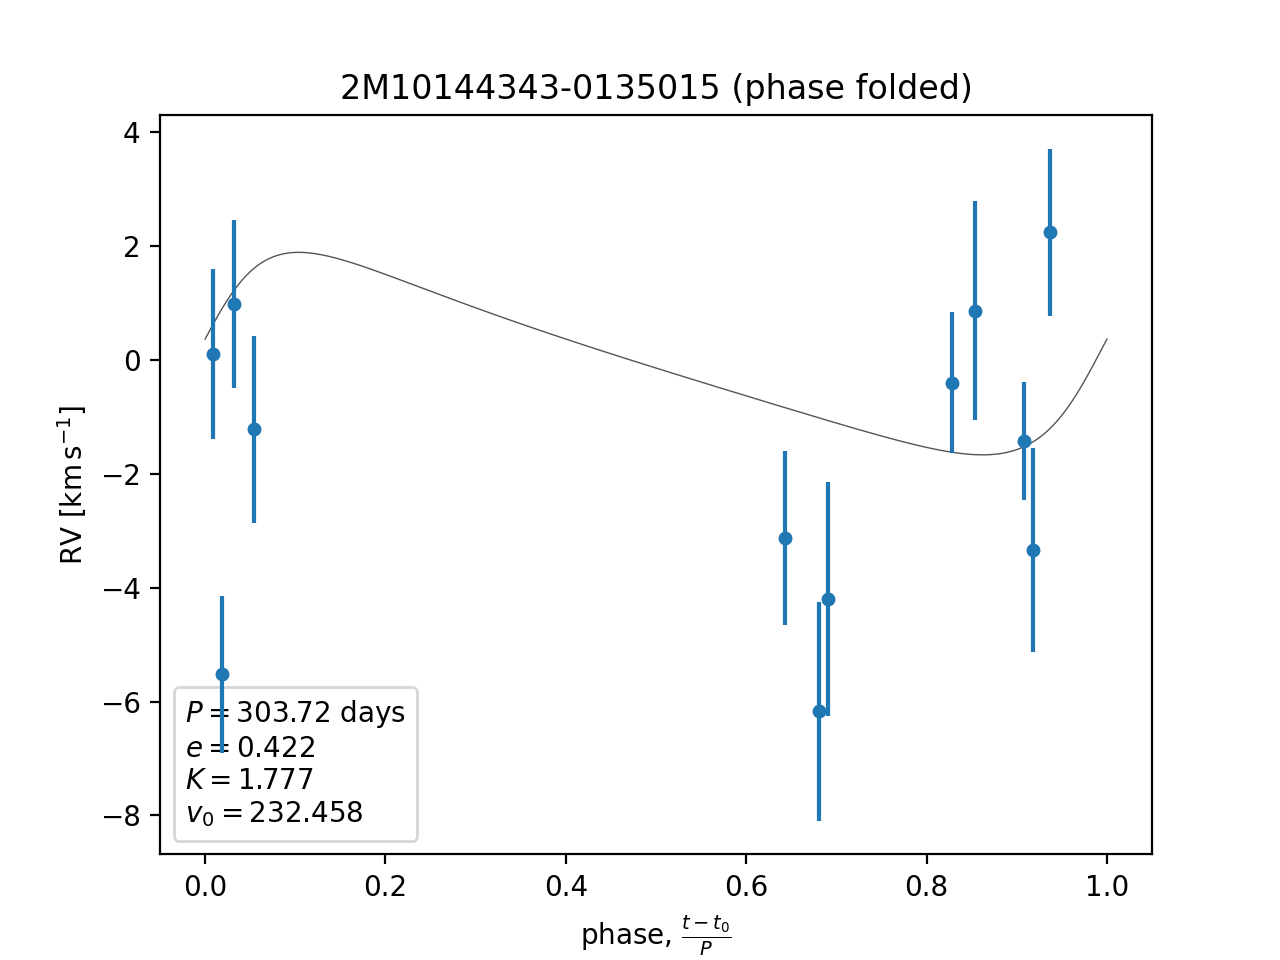 2M10144343-0135015 (phase folded)
RV [km s⁻¹]
4
2
0
−2
−4
−6
−8
P = 303.72 days
e = 0.422
K = 1.777
v₀ = 232.458
0.0 0.2 0.4 0.6 0.8 1.0
phase, (t − t₀)/P